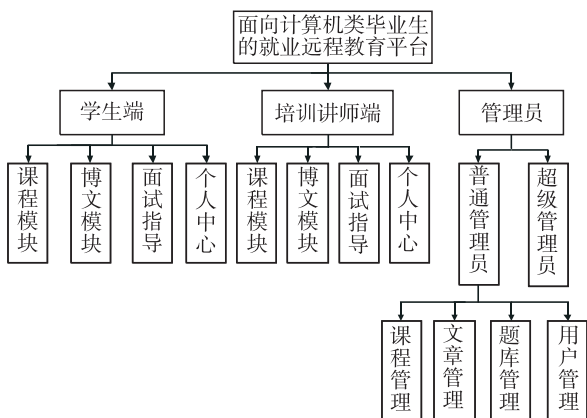 面向计算机类毕业生
的就业远程教育平台
学生端
培训讲师端
管理员
课程模块
博文模块
面试指导
个人中心
课程模块
博文模块
面试指导
个人中心
普通管理员
超级管理员
课程管理
文章管理
题库管理
用户管理